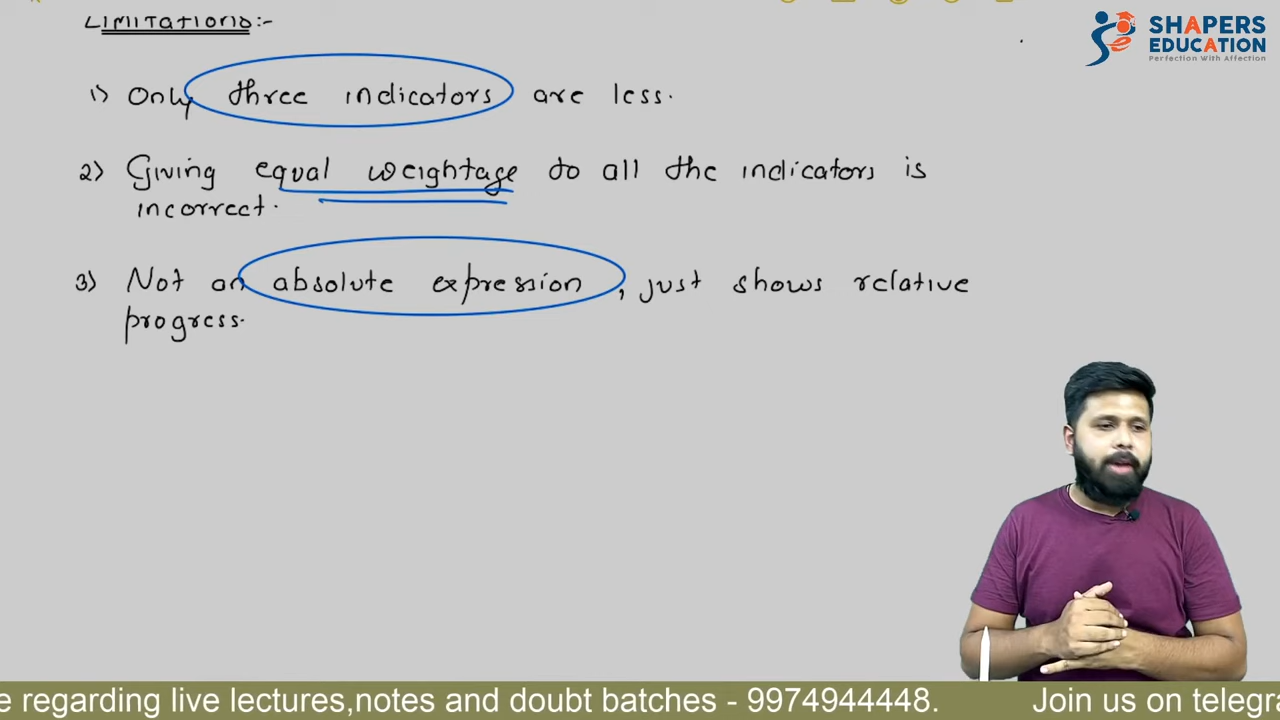 LIMITATIONS:-
SHAPERS
EDUCATION
Perfection With Affection
1) Only three indicators are less.
2) Giving equal weightage to all the indicators is
incorrect.
3) Not an absolute expression, just shows relative
progress.
e regarding live lectures,notes and doubt batches - 9974944448. Join us on telegra